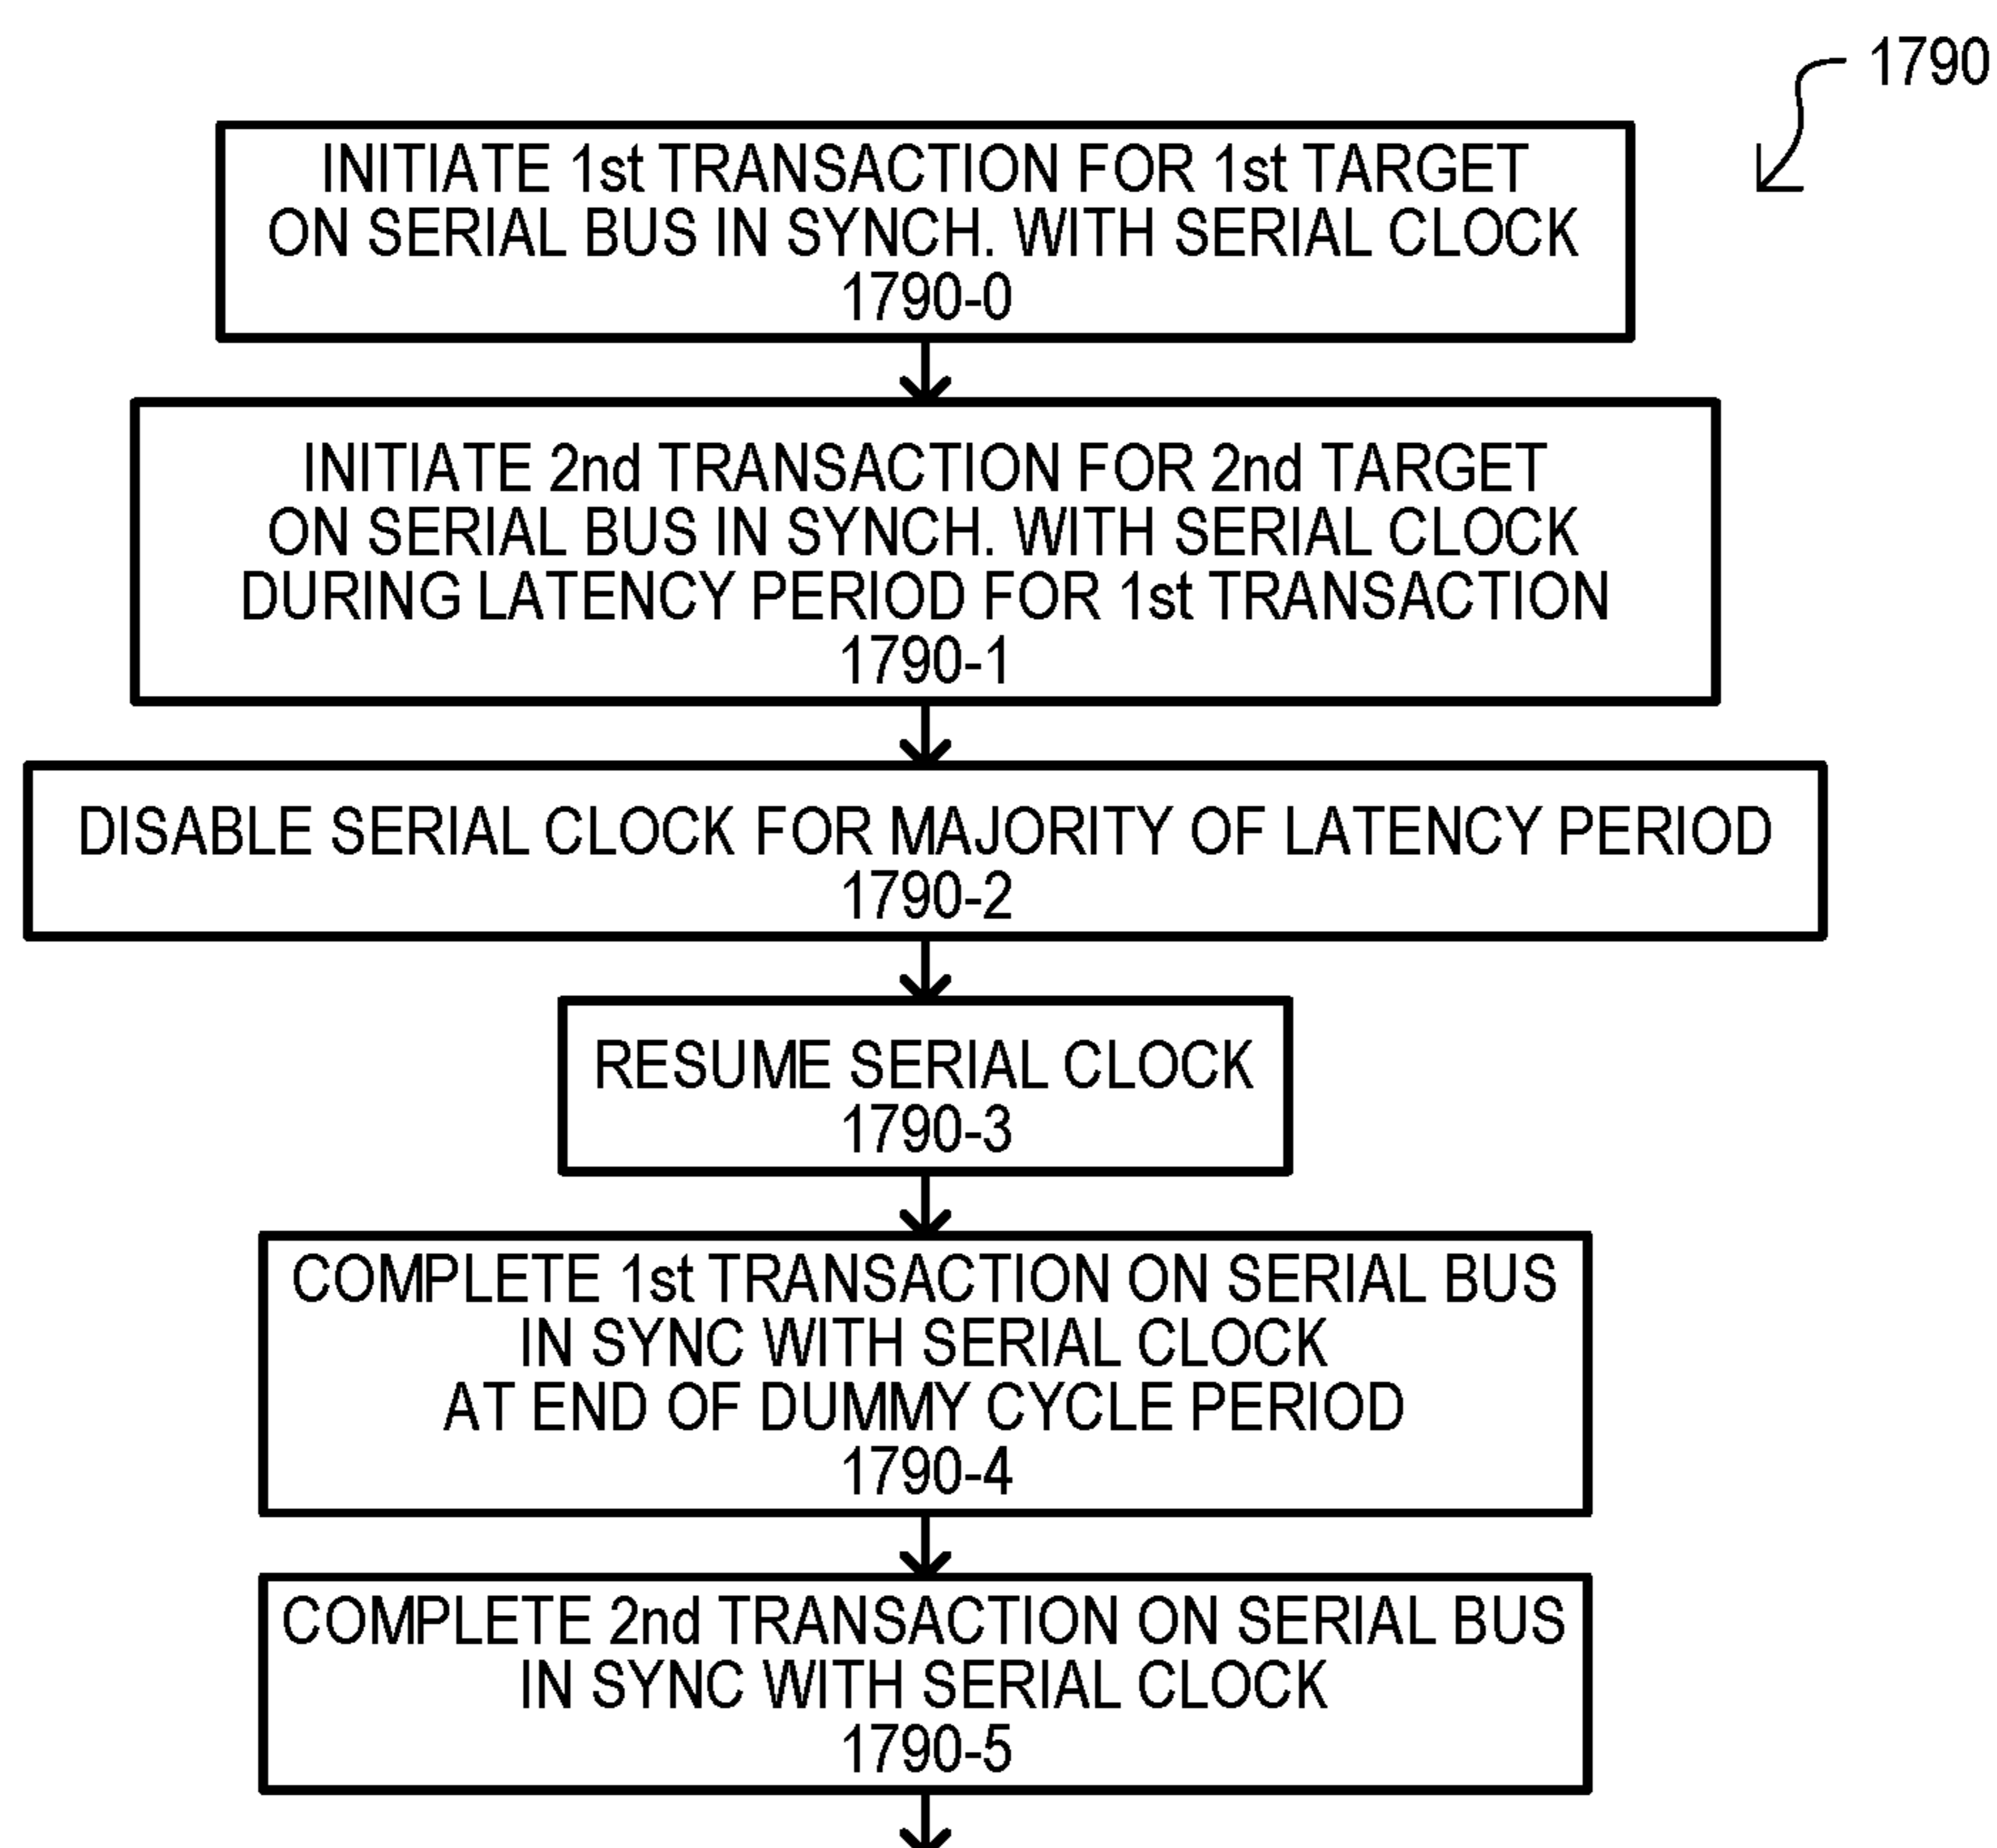 1790
INITIATE 1st TRANSACTION FOR 1st TARGET
ON SERIAL BUS IN SYNCH. WITH SERIAL CLOCK
1790-0
INITIATE 2nd TRANSACTION FOR 2nd TARGET
ON SERIAL BUS IN SYNCH. WITH SERIAL CLOCK
DURING LATENCY PERIOD FOR 1st TRANSACTION
1790-1
DISABLE SERIAL CLOCK FOR MAJORITY OF LATENCY PERIOD
1790-2
RESUME SERIAL CLOCK
1790-3
COMPLETE 1st TRANSACTION ON SERIAL BUS
IN SYNC WITH SERIAL CLOCK
AT END OF DUMMY CYCLE PERIOD
1790-4
COMPLETE 2nd TRANSACTION ON SERIAL BUS
IN SYNC WITH SERIAL CLOCK
1790-5